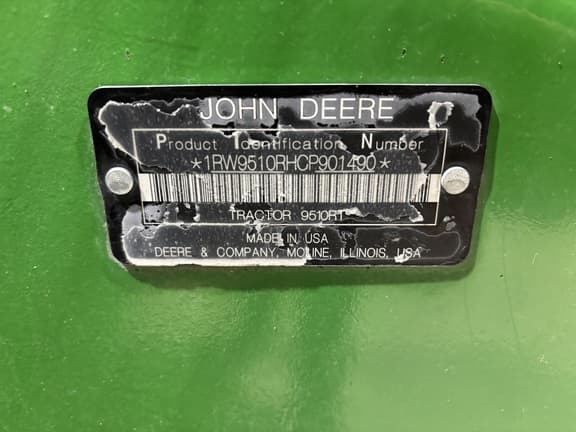 JOHN DEERE
Product Identification Number
*1RW9510RHCP901490*
TRACTOR 9510RT
MADE IN USA
DEERE & COMPANY, MOLINE, ILLINOIS, USA